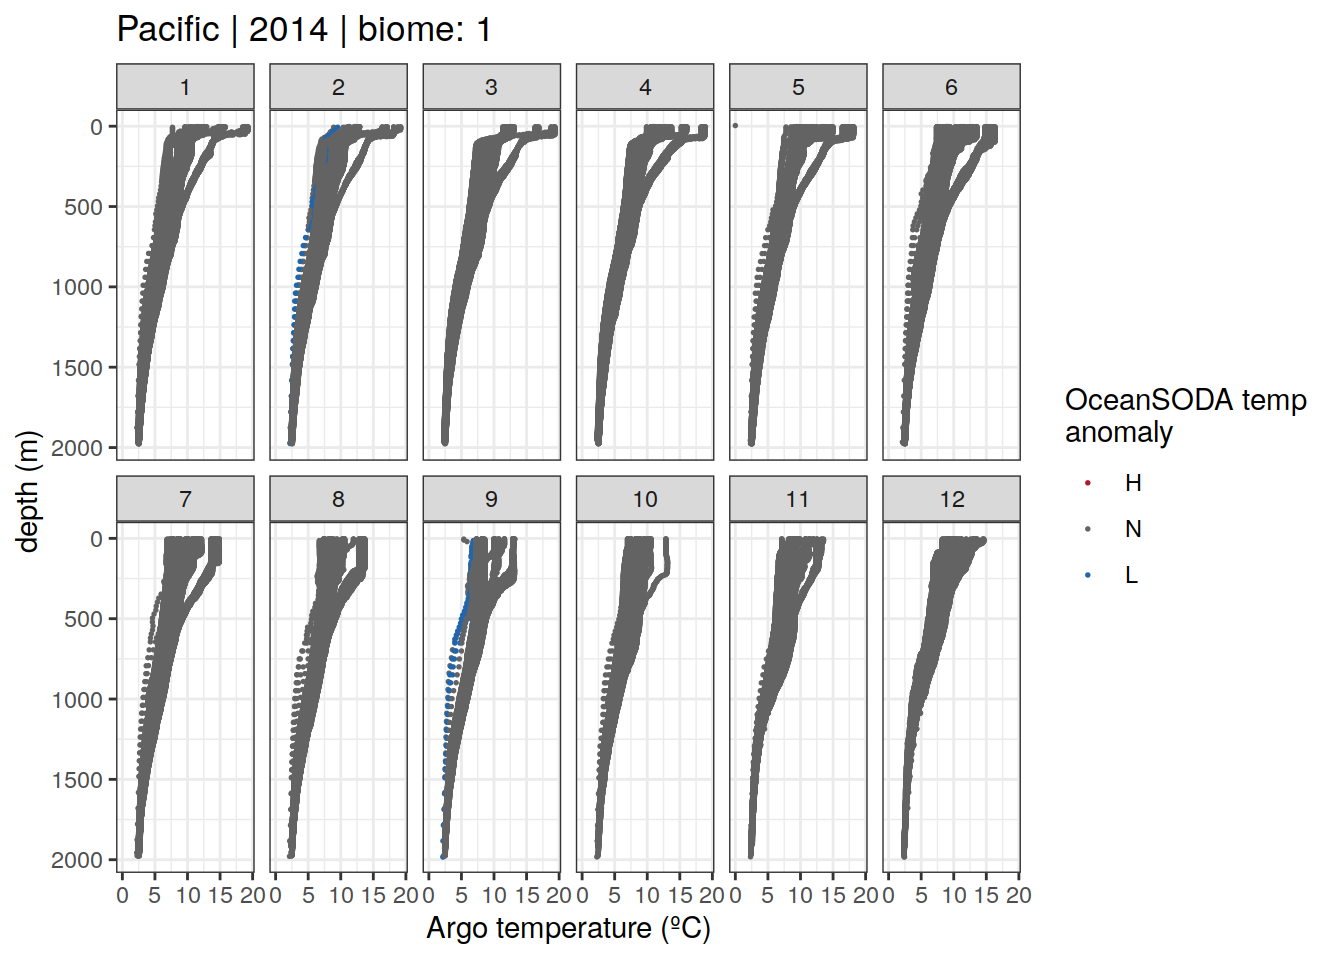 Pacific | 2014 | biome: 1
1 2 3 4 5 6
0
500
1000
1500
2000
7 8 9 10 11 12
0
500
1000
1500
2000
0 5 10 15 20 0 5 10 15 20 0 5 10 15 20 0 5 10 15 20 0 5 10 15 20 0 5 10 15 20
Argo temperature (ºC)
depth (m)
OceanSODA temp
anomaly
H
N
L